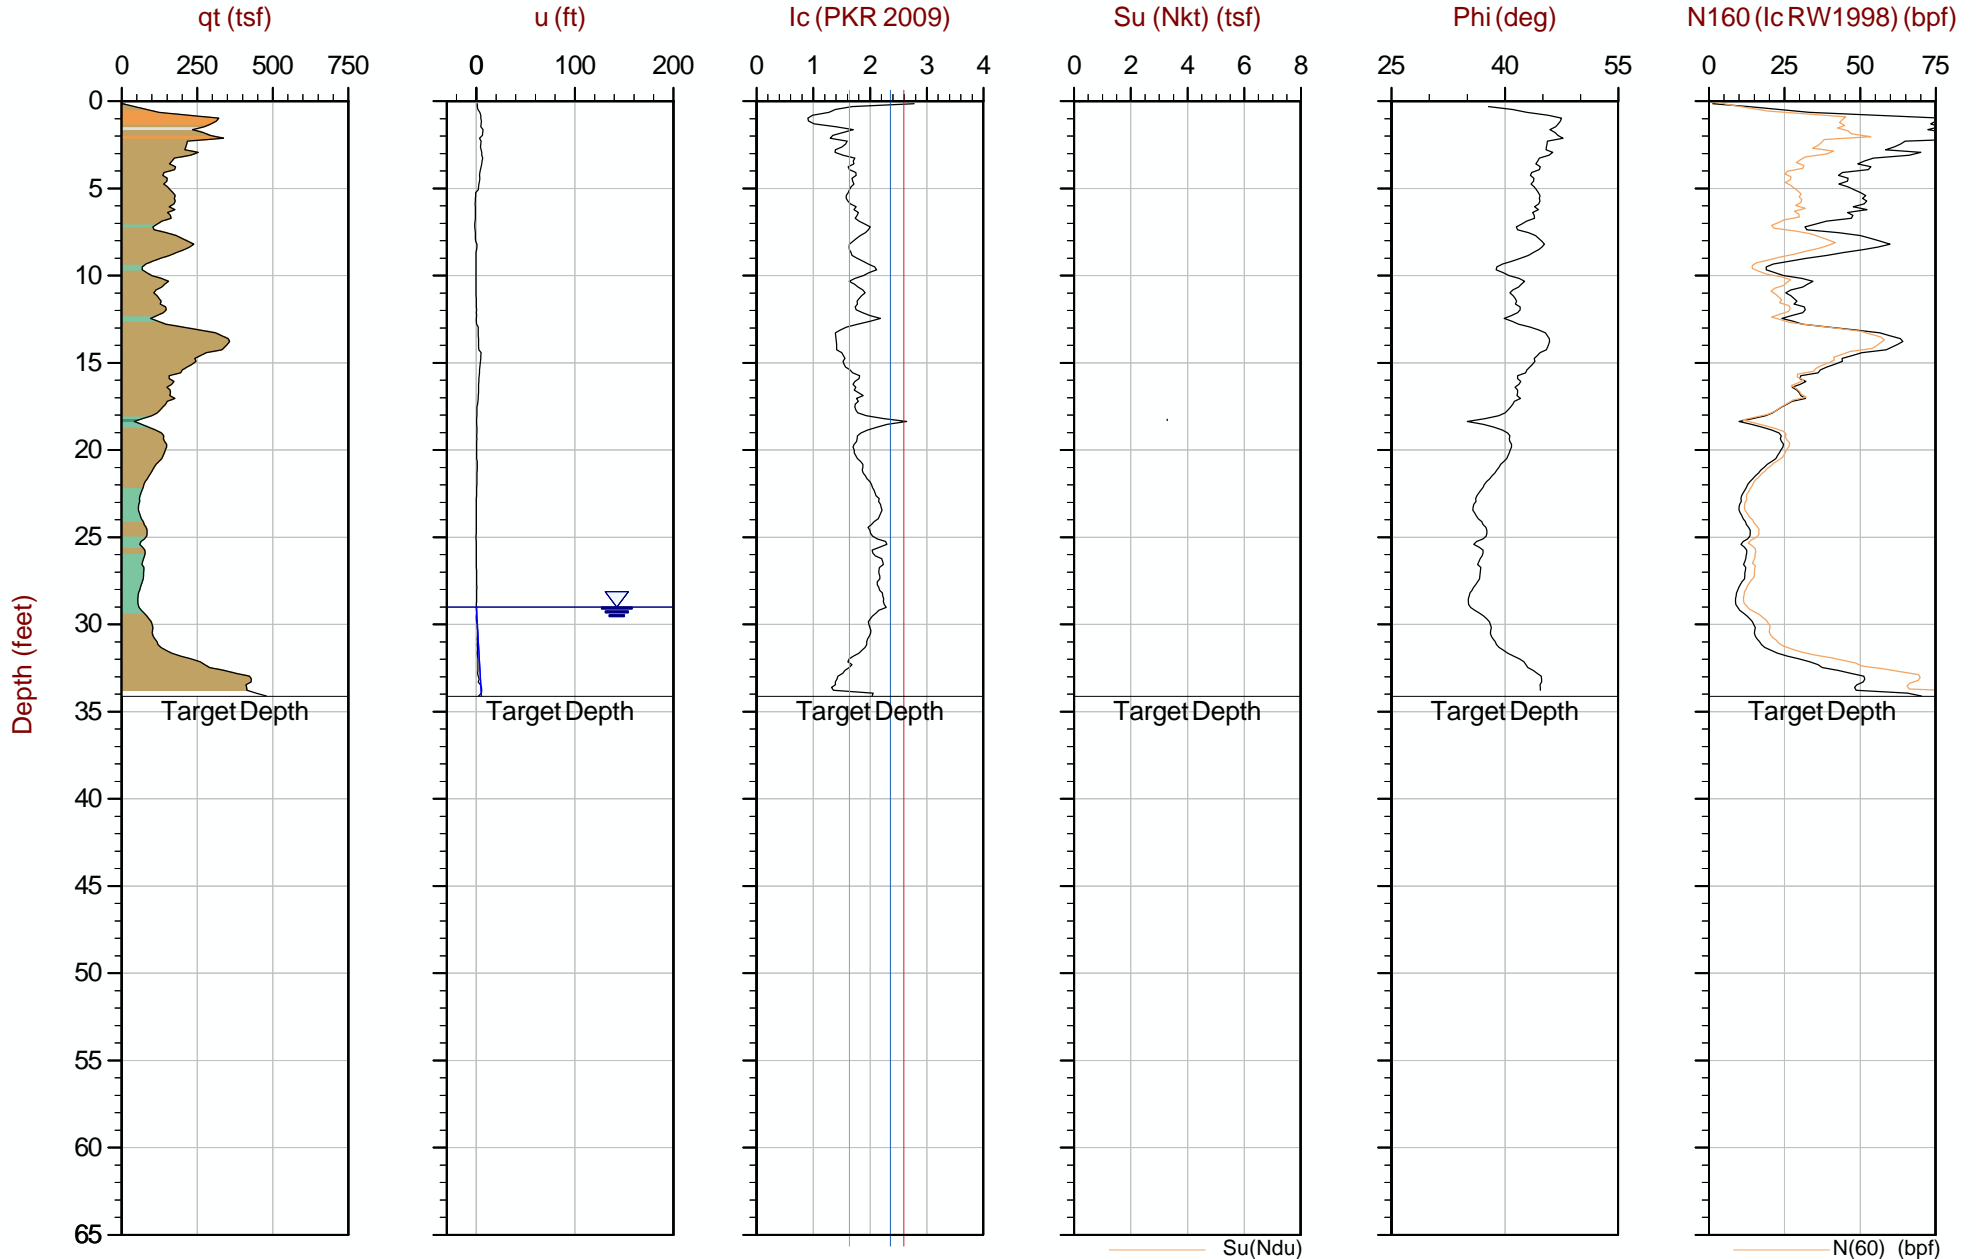 qt (tsf) u (ft) Ic (PKR 2009) Su (Nkt) (tsf) Phi (deg) N160 (Ic RW1998) (bpf)
0 250 500 750 0 100 200 0 1 2 3 4 0 2 4 6 8 25 40 55 0 25 50 75
0
5
10
15
20
25
30
35
40
45
50
55
60
65
Depth (feet)
Target Depth Target Depth Target Depth Target Depth Target Depth Target Depth
Su(Ndu) N(60) (bpf)